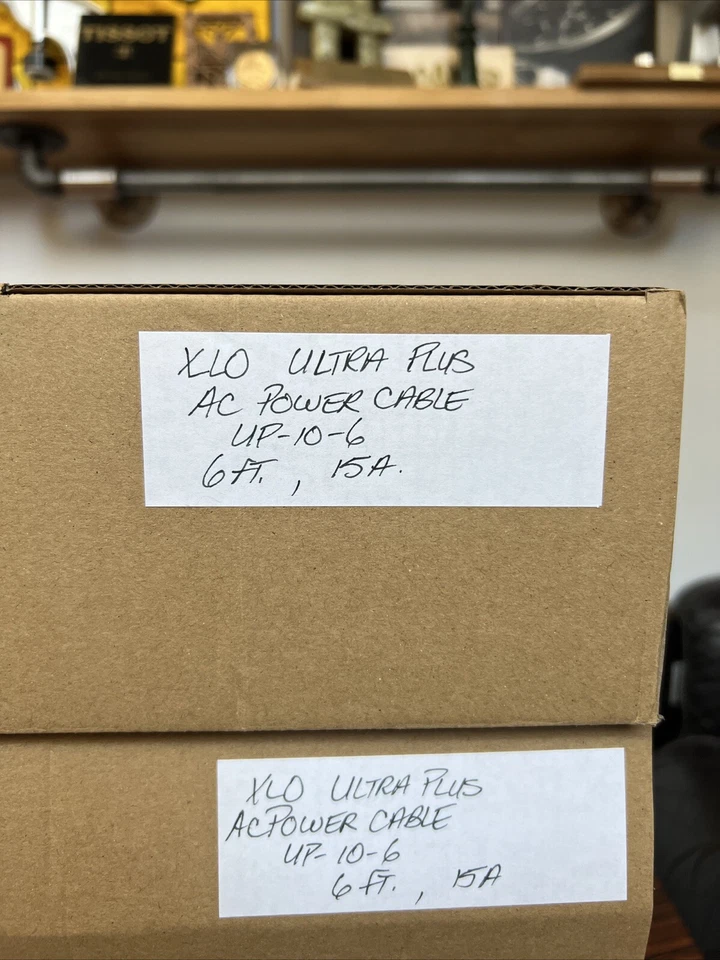 TISSOT
XLO ULTRA PLUS
AC POWER CABLE
UP-10-6
6 FT. , 15A.
XLO ULTRA PLUS
AC POWER CABLE
UP-10-6
6 FT. , 15A